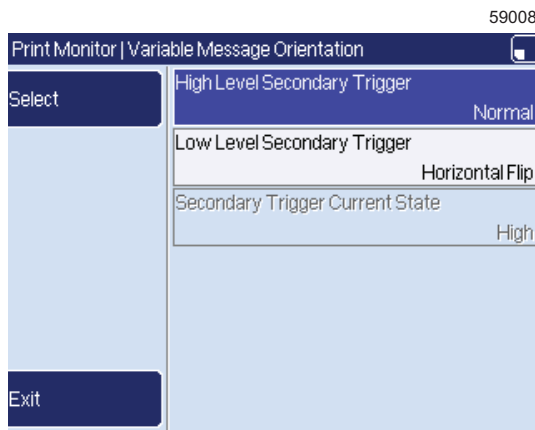 59008
Print Monitor | Variable Message Orientation
Select
High Level Secondary Trigger
Normal
Low Level Secondary Trigger
Horizontal Flip
Secondary Trigger Current State
High
Exit